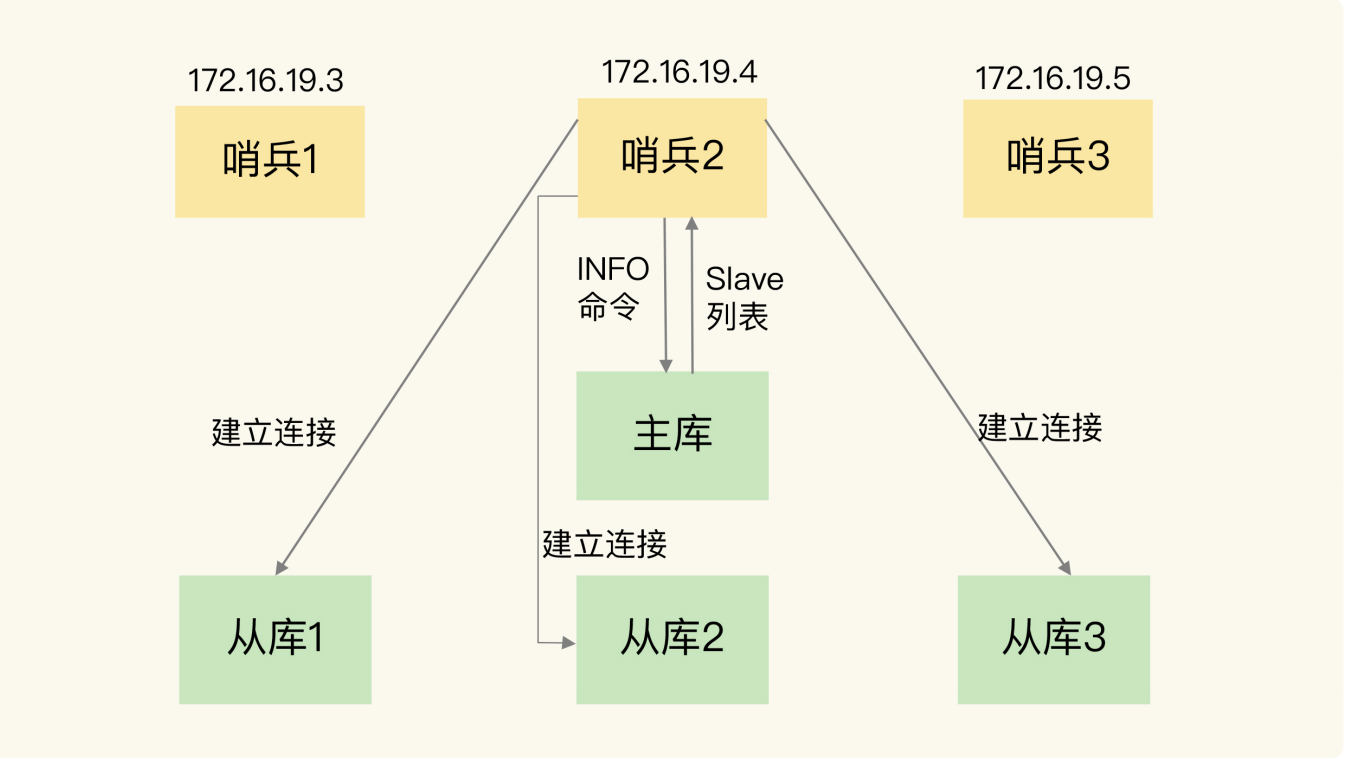 172.16.19.3
172.16.19.4
172.16.19.5
哨兵1
哨兵2
哨兵3
INFO
命令
Slave
列表
建立连接
主库
建立连接
建立连接
从库1
从库2
从库3